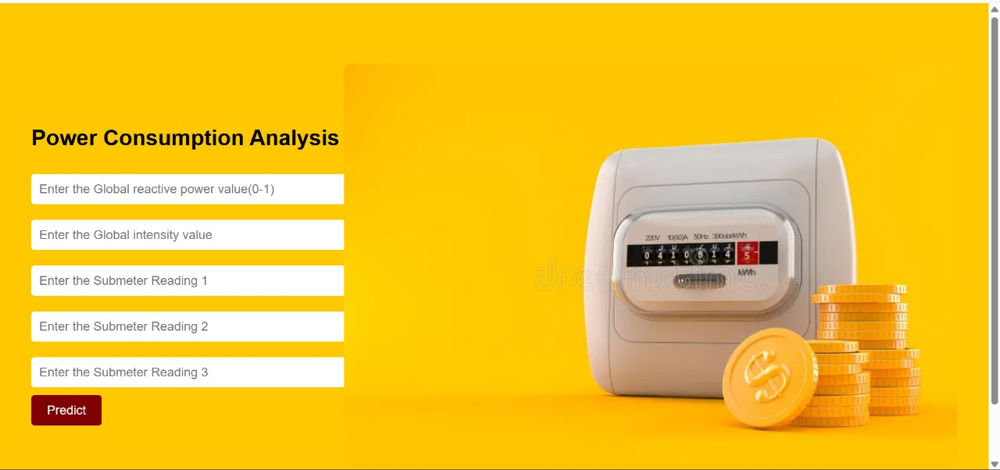 Power Consumption Analysis
Enter the Global reactive power value(0-1)
Enter the Global intensity value
Enter the Submeter Reading 1
Enter the Submeter Reading 2
Enter the Submeter Reading 3
Predict
220V 10(60)A 50Hz 390obr/kWh
0 4 1 0 8 1 4 5
kWh
dreamstime